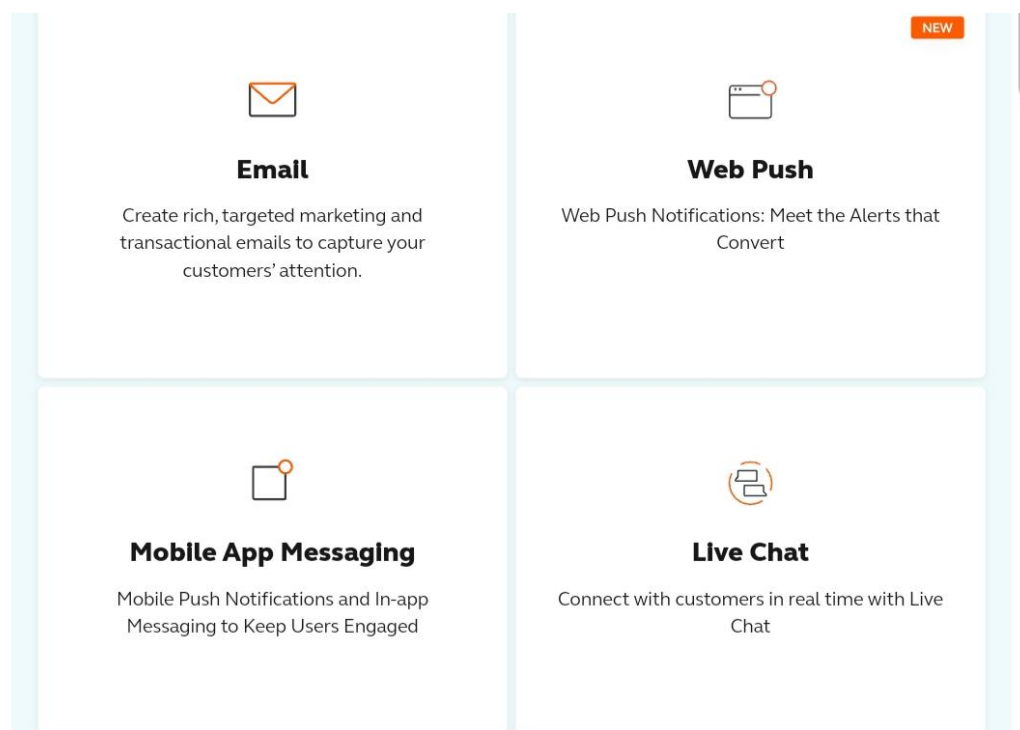 NEW
Email
Create rich, targeted marketing and
transactional emails to capture your
customers’ attention.
Web Push
Web Push Notifications: Meet the Alerts that
Convert
Mobile App Messaging
Mobile Push Notifications and In-app
Messaging to Keep Users Engaged
Live Chat
Connect with customers in real time with Live
Chat